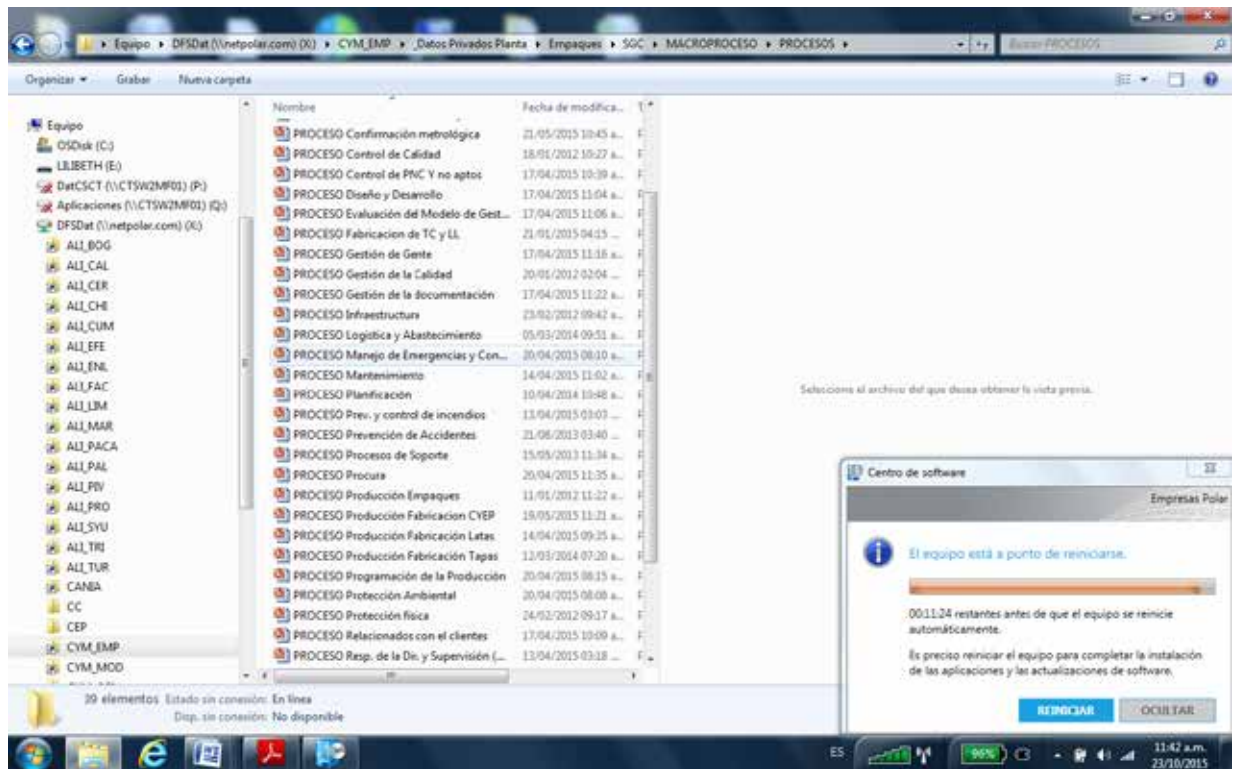 Equipo ▸ DFSDat (\\netpolar.com) (X:) ▸ CYM_EMP ▸ _Datos Privados Planta ▸ Empaques ▸ SGC ▸ MACROPROCESO ▸ PROCESOS ▸
Buscar PROCESOS
Organizar Grabar Nueva carpeta
Equipo
OSDisk (C:)
LILIBETH (E:)
DatCSCT (\\CTSW2MF01) (P:)
Aplicaciones (\\CTSW2MF01) (Q:)
DFSDat (\\netpolar.com) (X:)
ALI_BOG
ALI_CAL
ALI_CER
ALI_CHI
ALI_CUM
ALI_EFE
ALI_ENL
ALI_FAC
ALI_LIM
ALI_MAR
ALI_PACA
ALI_PAL
ALI_PIV
ALI_PRO
ALI_SYU
ALI_TRI
ALI_TUR
CANIA
CC
CEP
CYM_EMP
CYM_MOD
Nombre Fecha de modifica... T
PROCESO Confirmación metrológica 21/05/2015 10:45 a...
PROCESO Control de Calidad 18/01/2012 10:27 a...
PROCESO Control de PNC Y no aptos 17/04/2015 10:39 a...
PROCESO Diseño y Desarrollo 17/04/2015 11:04 a...
PROCESO Evaluación del Modelo de Gest... 17/04/2015 11:06 a...
PROCESO Fabricacion de TC y LL 21/01/2015 04:15 ...
PROCESO Gestión de Gente 17/04/2015 11:16 a...
PROCESO Gestión de la Calidad 20/01/2012 02:04 ...
PROCESO Gestión de la documentación 17/04/2015 11:22 a...
PROCESO Infraestructura 23/02/2012 09:42 a...
PROCESO Logística y Abastecimiento 05/03/2014 09:51 a...
PROCESO Manejo de Emergencias y Con... 20/04/2015 08:10 a...
PROCESO Mantenimiento 14/04/2015 11:02 a...
PROCESO Planificación 10/04/2014 10:48 a...
PROCESO Prev. y control de incendios 13/04/2015 03:03 ...
PROCESO Prevención de Accidentes 21/06/2013 03:40 ...
PROCESO Procesos de Soporte 15/05/2013 11:34 a...
PROCESO Procura 20/04/2015 11:35 a...
PROCESO Producción Empaques 11/01/2012 11:22 a...
PROCESO Producción Fabricacion CYEP 19/05/2015 11:21 a...
PROCESO Producción Fabricación Latas 14/04/2015 09:35 a...
PROCESO Producción Fabricación Tapas 12/03/2014 07:20 a...
PROCESO Programación de la Producción 20/04/2015 08:15 a...
PROCESO Protección Ambiental 20/04/2015 08:08 a...
PROCESO Protección física 24/02/2012 09:17 a...
PROCESO Relacionados con el clientes 17/04/2015 10:09 a...
PROCESO Resp. de la Dir. y Supervisión (... 13/04/2015 03:18 ...
Seleccione el archivo del que desea obtener la vista previa.
Centro de software
Empresas Polar
El equipo está a punto de reiniciarse.
00:11:24 restantes antes de que el equipo se reinicie
automáticamente.
Es preciso reiniciar el equipo para completar la instalación
de las aplicaciones y las actualizaciones de software.
REINICIAR OCULTAR
39 elementos Estado sin conexión: En línea
Disp. sin conexión: No disponible
ES 96% 11:42 a.m.
23/10/2015